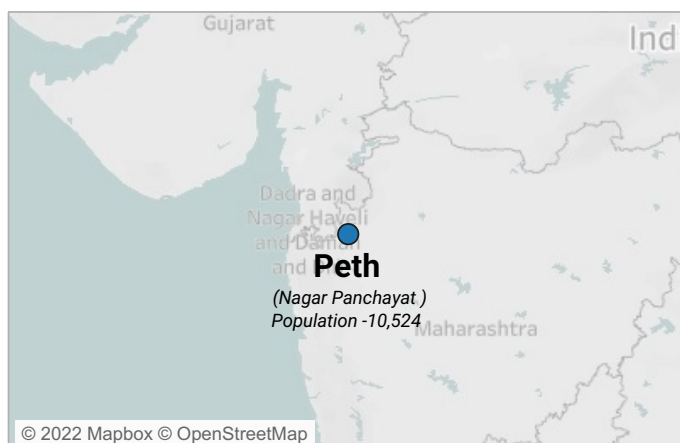 Gujarat
Ind
Dadra and
Nagar Haveli
and Daman
and
Peth
(Nagar Panchayat )
Population -10,524
Maharashtra
© 2022 Mapbox © OpenStreetMap